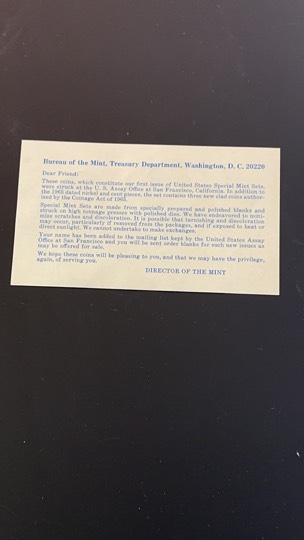 Bureau of the Mint, Treasury Department, Washington, D. C. 20220
Dear Friend:
These coins, which constitute our first issue of United States Special Mint Sets,
were struck at the U. S. Assay Office at San Francisco, California. In addition to
the 1965 dated nickel and cent pieces, the set contains three new clad coins author-
ized by the Coinage Act of 1965.
Special Mint Sets are made from specially prepared and polished blanks and
struck on high tonnage presses with polished dies. We have endeavored to mini-
mize scratches and discoloration. It is possible that tarnishing and discoloration
may occur, particularly if removed from the packages, and if exposed to heat or
direct sunlight. We cannot undertake to make exchanges.
Your name has been added to the mailing list kept by the United States Assay
Office at San Francisco and you will be sent order blanks for such new issues as
may be offered for sale.
We hope these coins will be pleasing to you, and that we may have the privilege,
again, of serving you.
DIRECTOR OF THE MINT